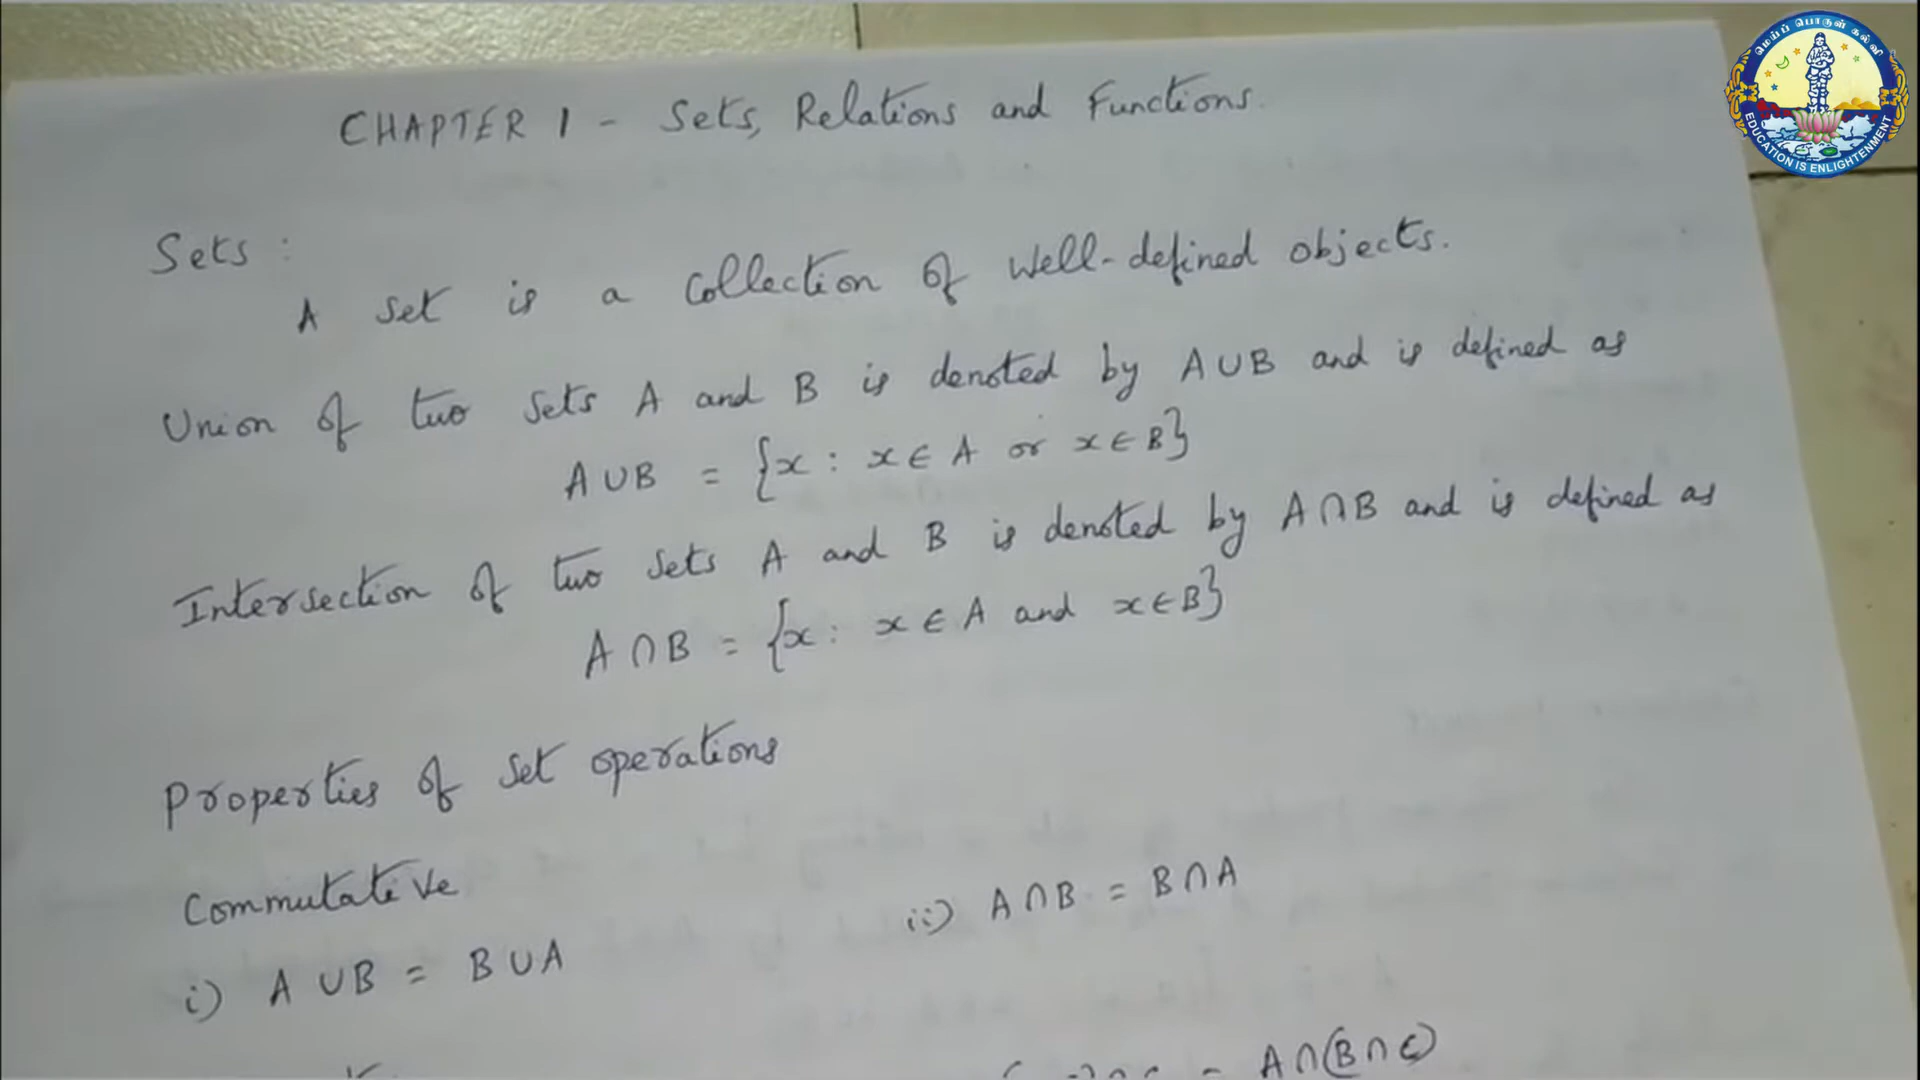 மெய்ப் பொருள் கல்வி
EDUCATION IS ENLIGHTENMENT
CHAPTER 1 - Sets, Relations and Functions.
Sets :
A set is a collection of well-defined objects.
Union of two sets A and B is denoted by A∪B and is defined as
A∪B = {x : x∈A or x∈B}
Intersection of two sets A and B is denoted by A∩B and is defined as
A∩B = {x : x∈A and x∈B}
Properties of set operations
Commutative
i) A∪B = B∪A
ii) A∩B = B∩A
= A∩(B∩C)